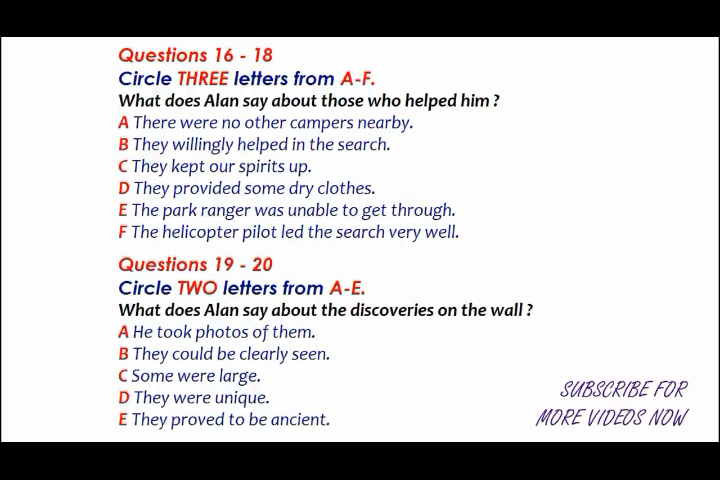 Questions 16 - 18
Circle THREE letters from A-F.
What does Alan say about those who helped him ?
A There were no other campers nearby.
B They willingly helped in the search.
C They kept our spirits up.
D They provided some dry clothes.
E The park ranger was unable to get through.
F The helicopter pilot led the search very well.
Questions 19 - 20
Circle TWO letters from A-E.
What does Alan say about the discoveries on the wall ?
A He took photos of them.
B They could be clearly seen.
C Some were large.
D They were unique.
E They proved to be ancient.
SUBSCRIBE FOR
MORE VIDEOS NOW